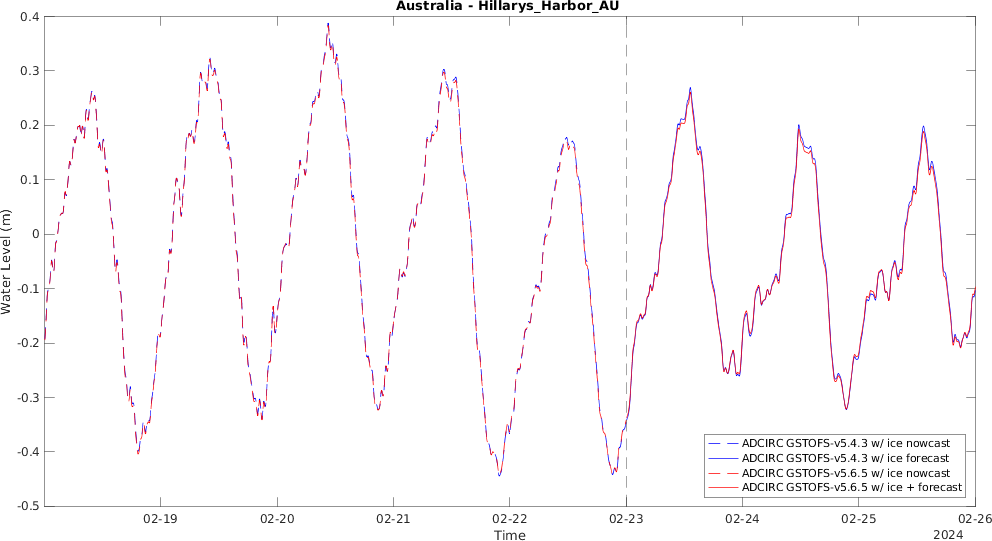 Australia - Hillarys_Harbor_AU
0.4
0.3
0.2
0.1
0
-0.1
-0.2
-0.3
-0.4
-0.5
Water Level (m)
ADCIRC GSTOFS-v5.4.3 w/ ice nowcast
ADCIRC GSTOFS-v5.4.3 w/ ice forecast
ADCIRC GSTOFS-v5.6.5 w/ ice nowcast
ADCIRC GSTOFS-v5.6.5 w/ ice + forecast
02-19 02-20 02-21 02-22 02-23 02-24 02-25 02-26
Time
2024